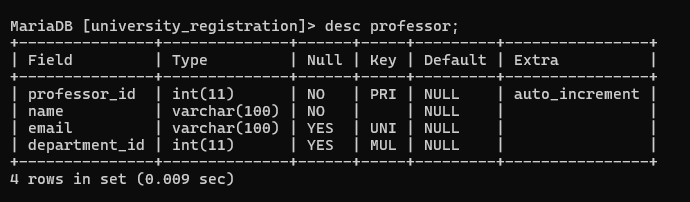 MariaDB [university_registration]> desc professor;
+---------------+--------------+------+-----+---------+----------------+
| Field         | Type         | Null | Key | Default | Extra          |
+---------------+--------------+------+-----+---------+----------------+
| professor_id  | int(11)      | NO   | PRI | NULL    | auto_increment |
| name          | varchar(100) | NO   |     | NULL    |                |
| email         | varchar(100) | YES  | UNI | NULL    |                |
| department_id | int(11)      | YES  | MUL | NULL    |                |
+---------------+--------------+------+-----+---------+----------------+
4 rows in set (0.009 sec)